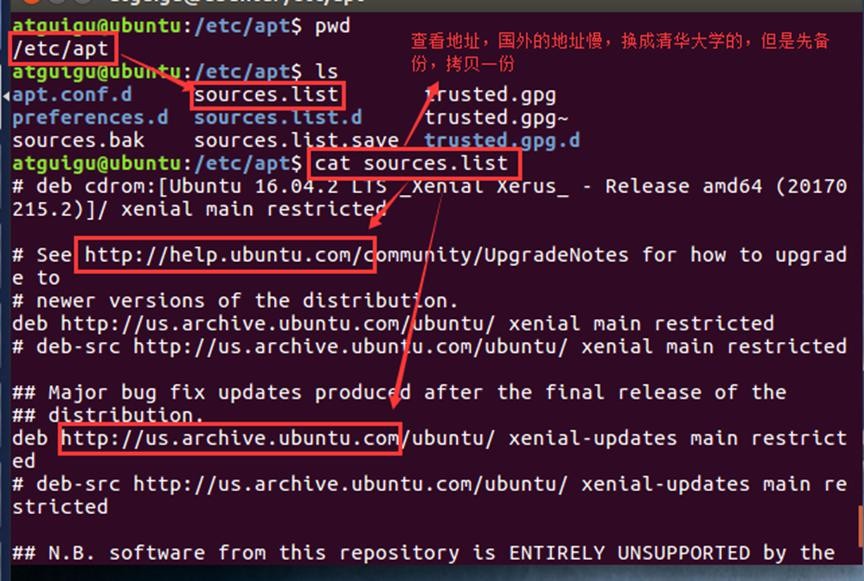 atguigu@ubuntu:/etc/apt$ pwd
/etc/apt
查看地址，国外的地址慢，换成清华大学的，但是先备
份，拷贝一份
atguigu@ubuntu:/etc/apt$ ls
apt.conf.d sources.list trusted.gpg
preferences.d sources.list.d trusted.gpg~
sources.bak sources.list.save trusted.gpg.d
atguigu@ubuntu:/etc/apt$ cat sources.list
# deb cdrom:[Ubuntu 16.04.2 LTS _Xenial Xerus_ - Release amd64 (20170
215.2)]/ xenial main restricted
# See http://help.ubuntu.com/community/UpgradeNotes for how to upgrad
e to
# newer versions of the distribution.
deb http://us.archive.ubuntu.com/ubuntu/ xenial main restricted
# deb-src http://us.archive.ubuntu.com/ubuntu/ xenial main restricted
## Major bug fix updates produced after the final release of the
## distribution.
deb http://us.archive.ubuntu.com/ubuntu/ xenial-updates main restrict
ed
# deb-src http://us.archive.ubuntu.com/ubuntu/ xenial-updates main re
stricted
## N.B. software from this repository is ENTIRELY UNSUPPORTED by the